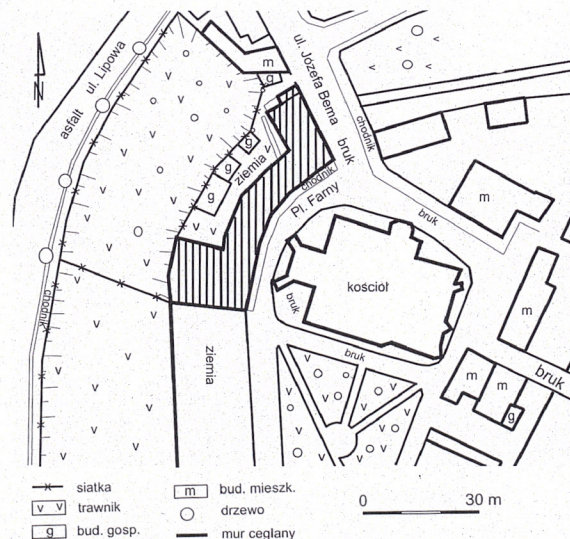 N
asfalt
ul. Lipowa
chodnik
ul. Józefa Bema
bruk
chodnik
m
g
g
g
g
ziemia
chodnik
Pl. Farny
bruk
m
kościół
bruk
bruk
m
m
m
g
bruk
ziemia
siatka
v v trawnik
g bud. gosp.
m bud. mieszk.
drzewo
mur ceglany
0 30 m